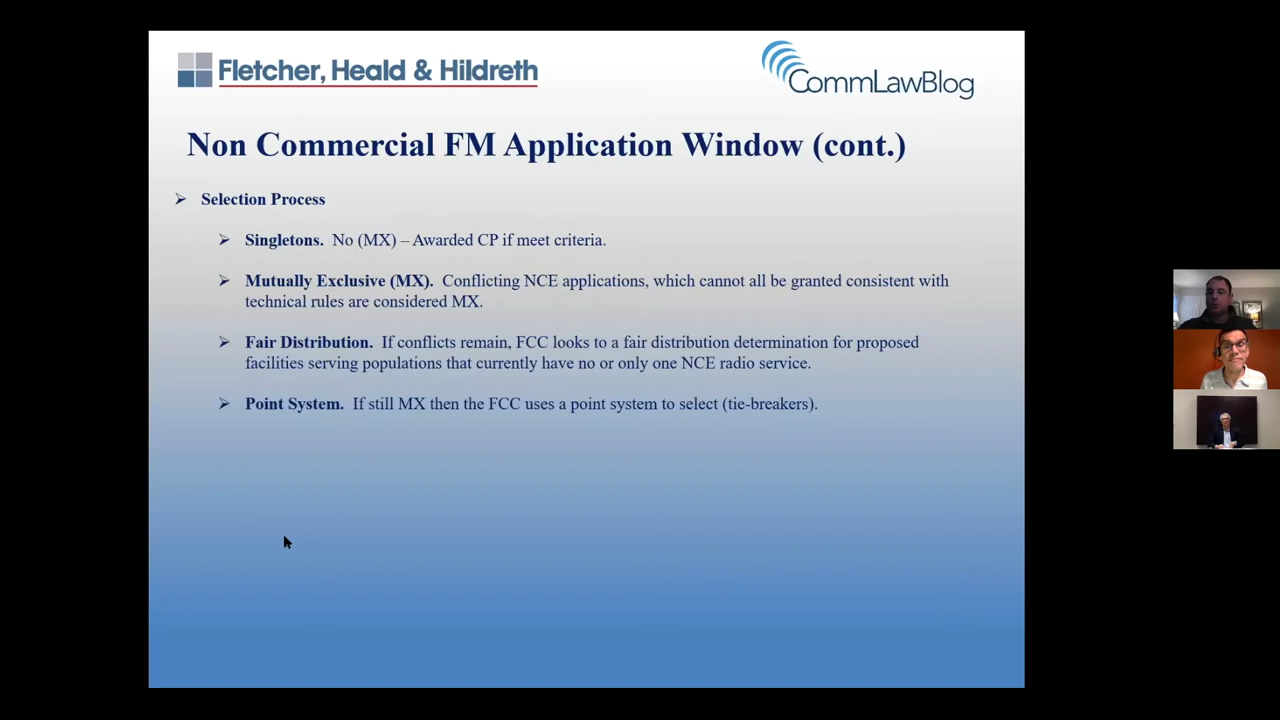 Fletcher, Heald & Hildreth
CommLawBlog
Non Commercial FM Application Window (cont.)
Selection Process
Singletons. No (MX) – Awarded CP if meet criteria.
Mutually Exclusive (MX). Conflicting NCE applications, which cannot all be granted consistent with
technical rules are considered MX.
Fair Distribution. If conflicts remain, FCC looks to a fair distribution determination for proposed
facilities serving populations that currently have no or only one NCE radio service.
Point System. If still MX then the FCC uses a point system to select (tie-breakers).